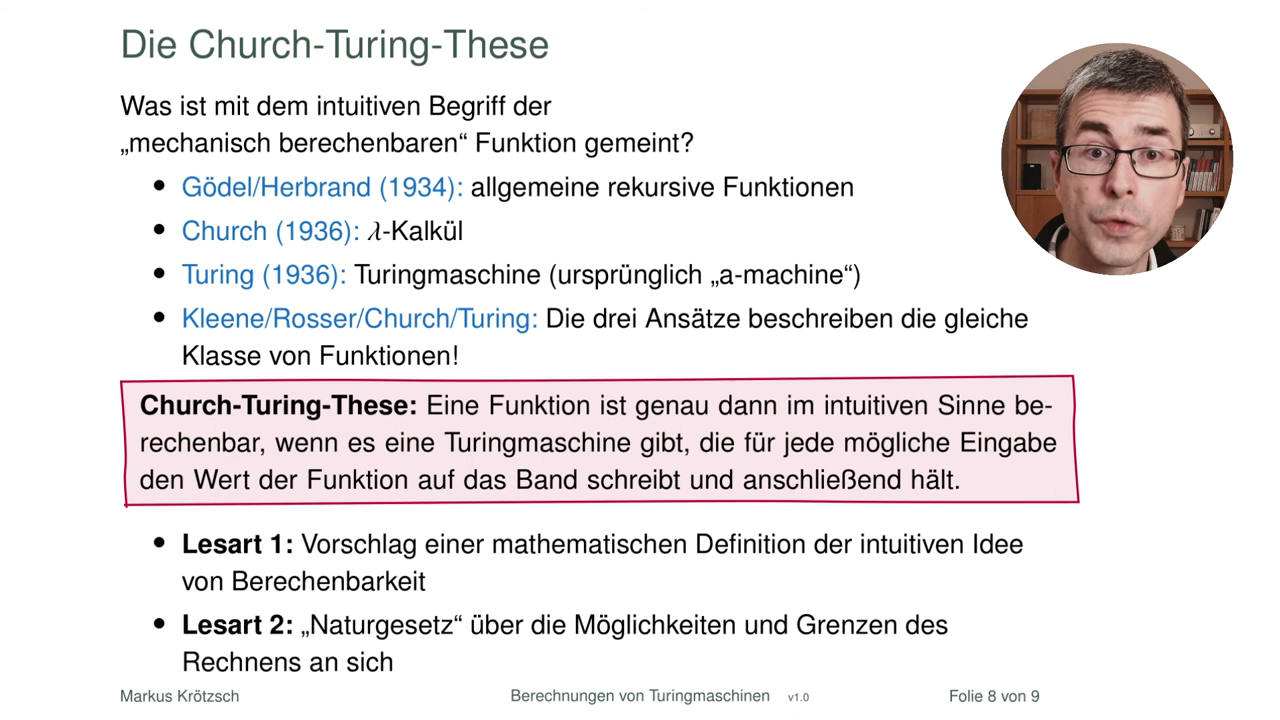 Die Church-Turing-These
Was ist mit dem intuitiven Begriff der
„mechanisch berechenbaren“ Funktion gemeint?
• Gödel/Herbrand (1934): allgemeine rekursive Funktionen
• Church (1936): λ-Kalkül
• Turing (1936): Turingmaschine (ursprünglich „a-machine“)
• Kleene/Rosser/Church/Turing: Die drei Ansätze beschreiben die gleiche
Klasse von Funktionen!
Church-Turing-These: Eine Funktion ist genau dann im intuitiven Sinne be-
rechenbar, wenn es eine Turingmaschine gibt, die für jede mögliche Eingabe
den Wert der Funktion auf das Band schreibt und anschließend hält.
• Lesart 1: Vorschlag einer mathematischen Definition der intuitiven Idee
von Berechenbarkeit
• Lesart 2: „Naturgesetz“ über die Möglichkeiten und Grenzen des
Rechnens an sich
Markus Krötzsch Berechnungen von Turingmaschinen v1.0 Folie 8 von 9